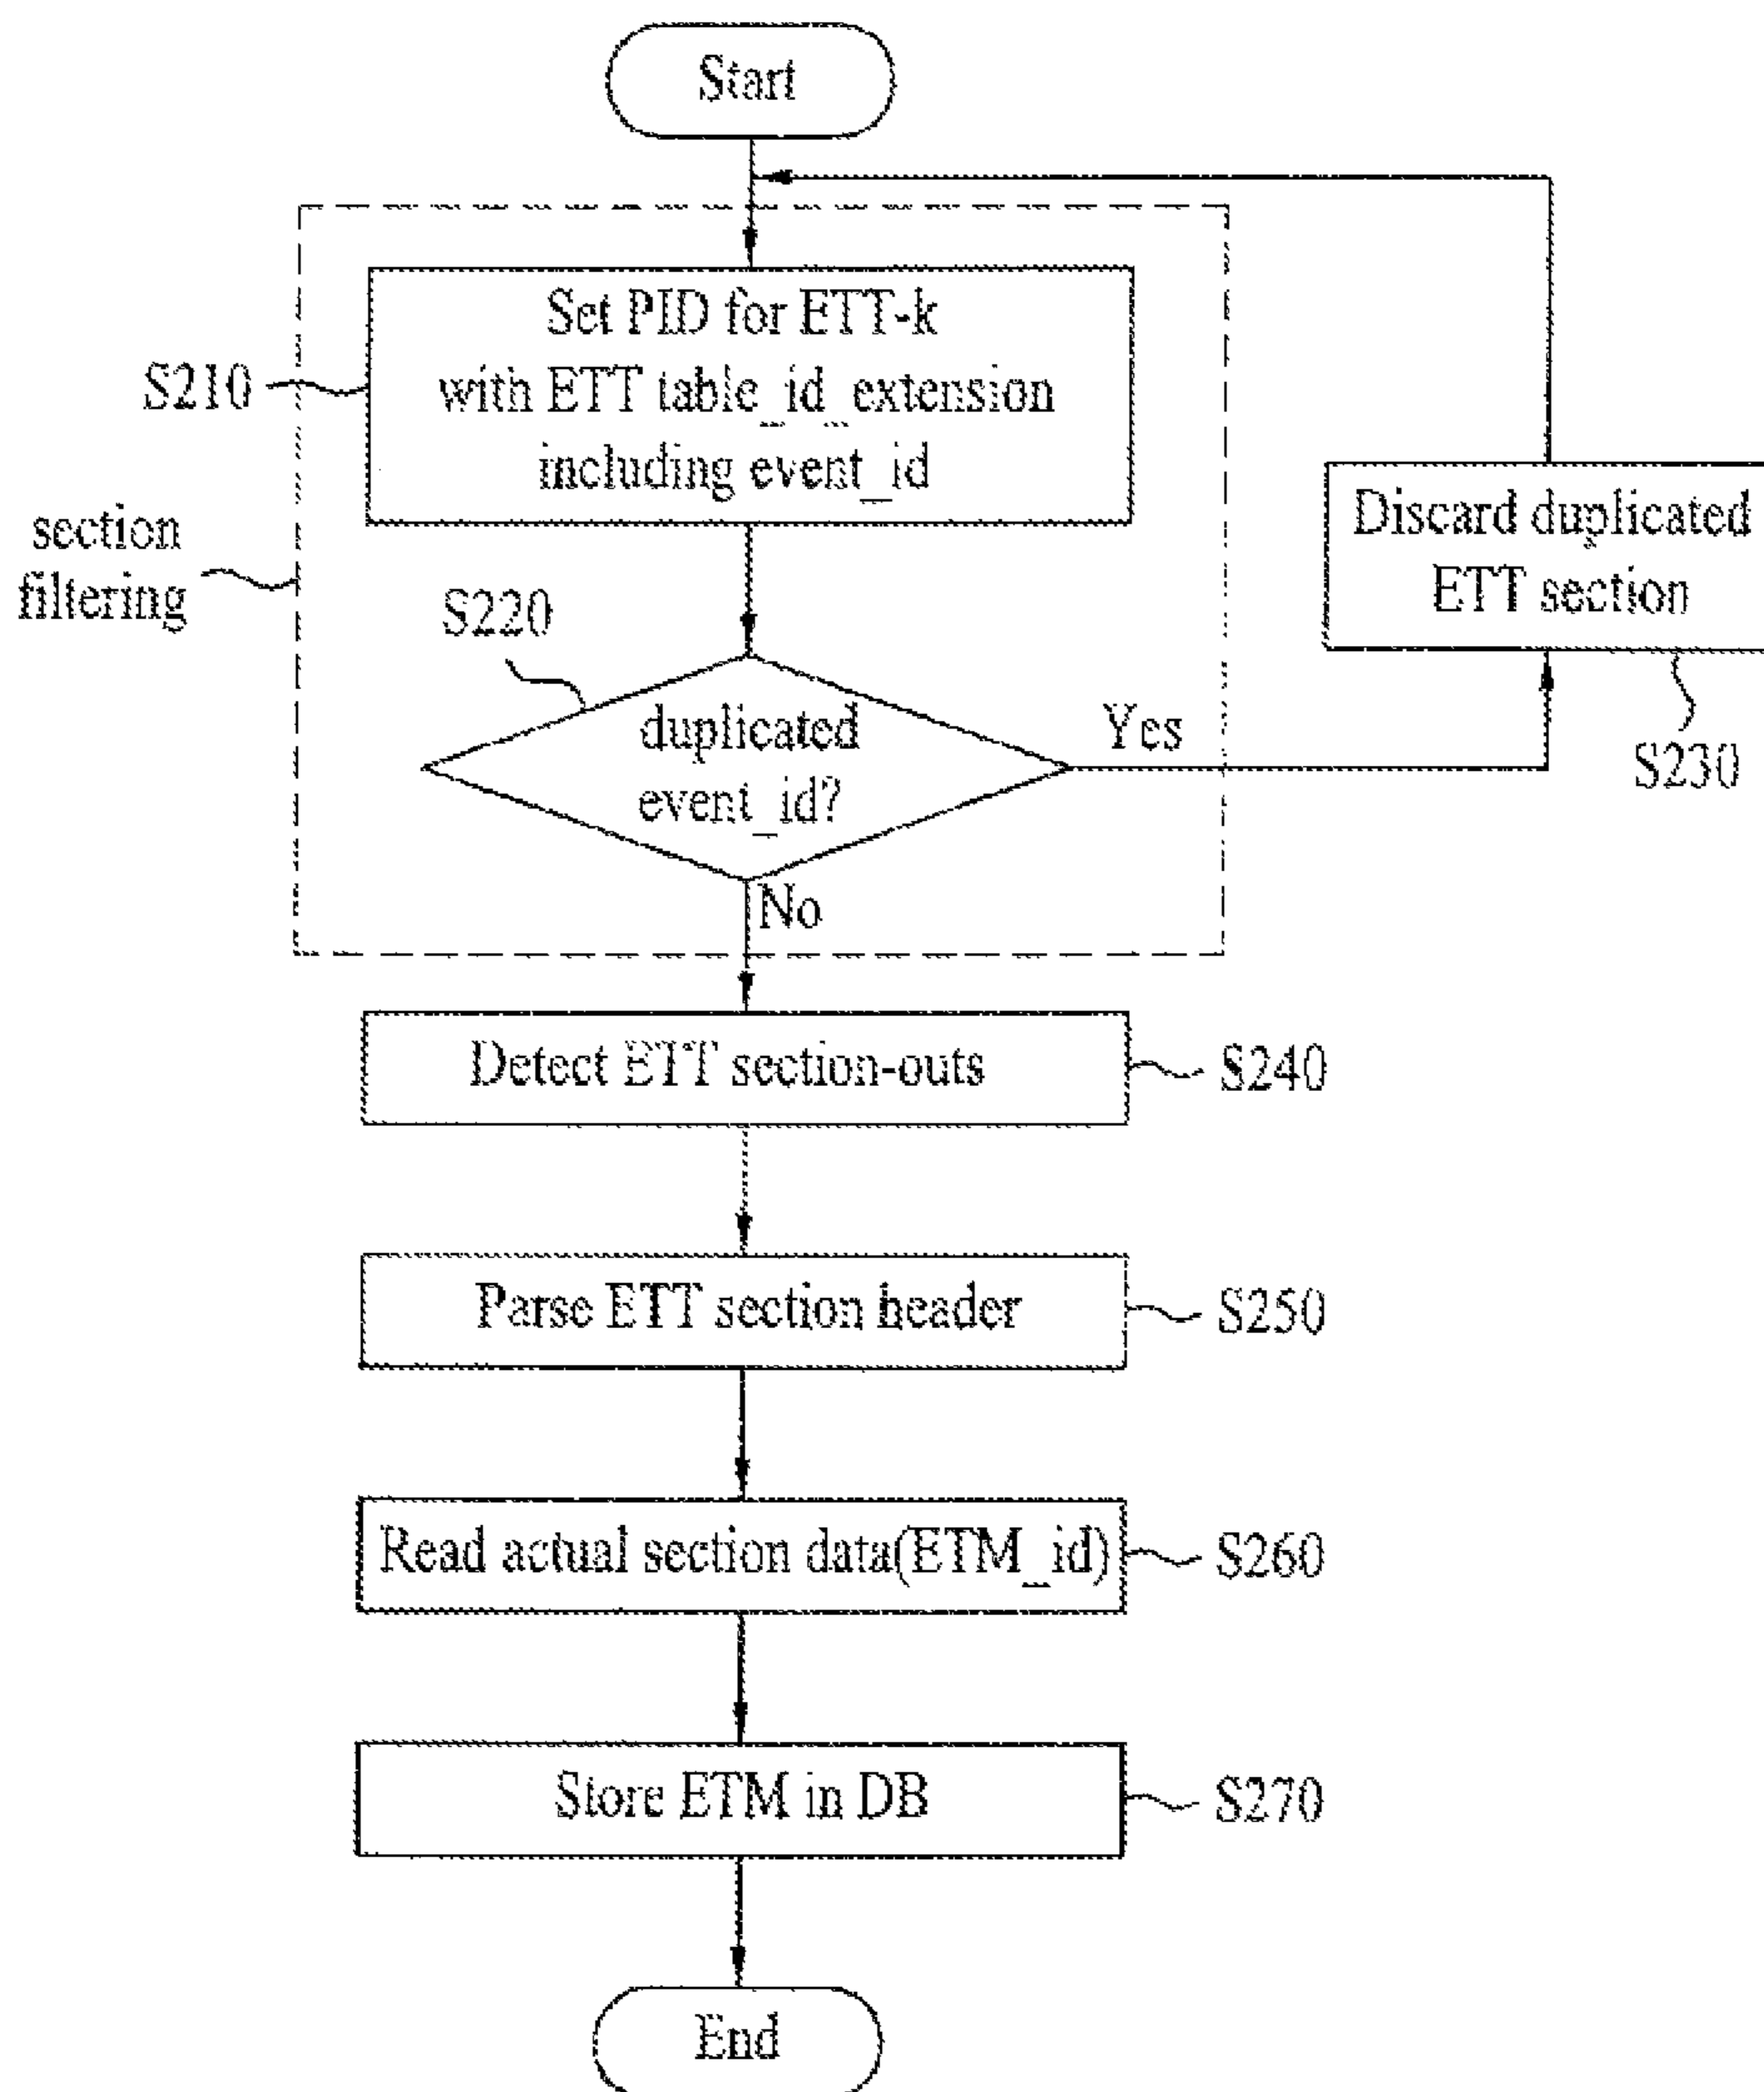 Start
Set PID for ETT-k
with ETT table_id_extension
including event_id
S210
section
filtering
Discard duplicated
ETT section
S230
S220
duplicated
event_id?
Yes
No
Detect ETT section-outs
S240
Parse ETT section header
S250
Read actual section data(ETM_id)
S260
Store ETM in DB
S270
End